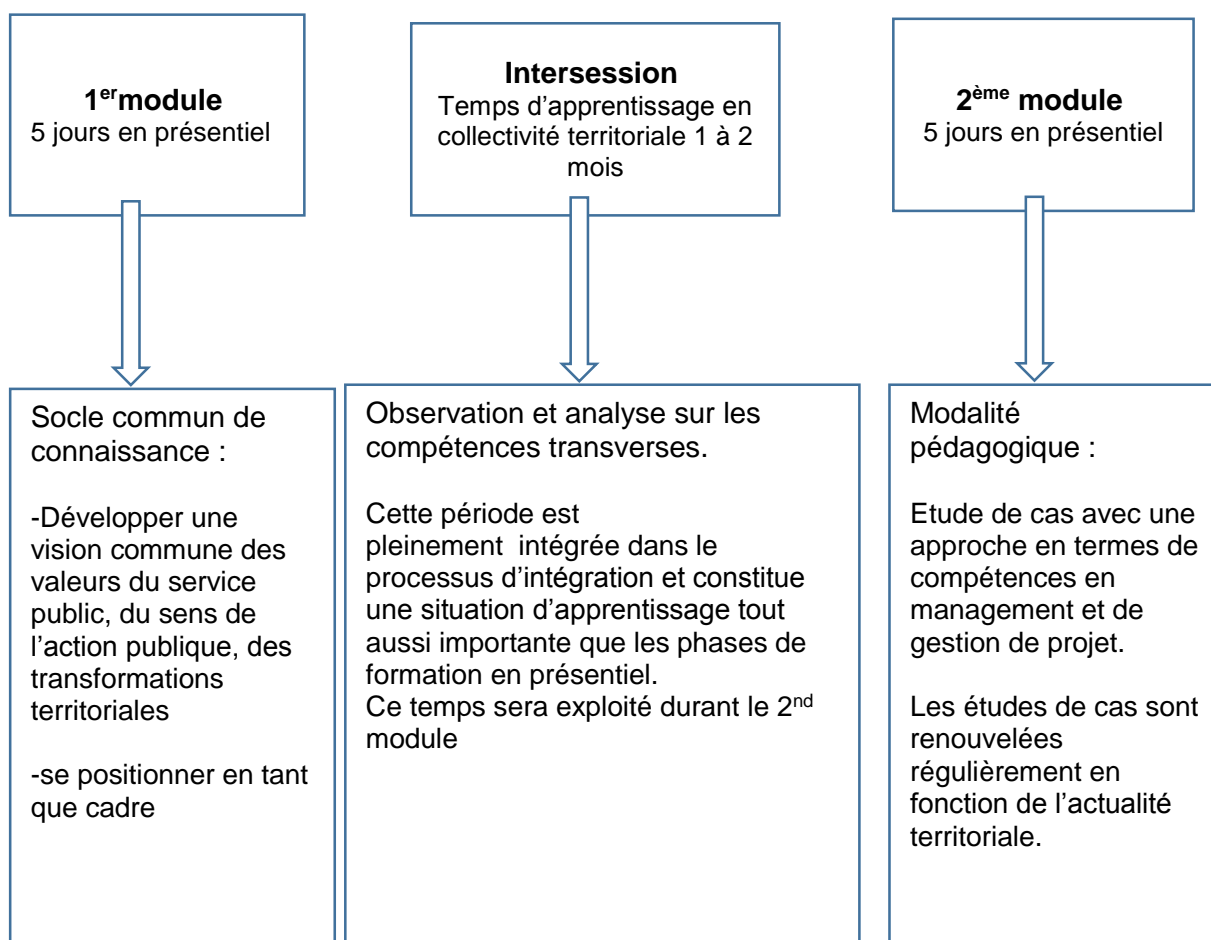 1er module
5 jours en présentiel
Intersession
Temps d'apprentissage en
collectivité territoriale 1 à 2
mois
2ème module
5 jours en présentiel
Socle commun de
connaissance :
-Développer une
vision commune des
valeurs du service
public, du sens de
l'action publique, des
transformations
territoriales
-se positionner en tant
que cadre
Observation et analyse sur les
compétences transverses.
Cette période est
pleinement  intégrée dans le
processus d'intégration et constitue
une situation d'apprentissage tout
aussi importante que les phases de
formation en présentiel.
Ce temps sera exploité durant le 2nd
module
Modalité
pédagogique :
Etude de cas avec une
approche en termes de
compétences en
management et de
gestion de projet.
Les études de cas sont
renouvelées
régulièrement en
fonction de l'actualité
territoriale.